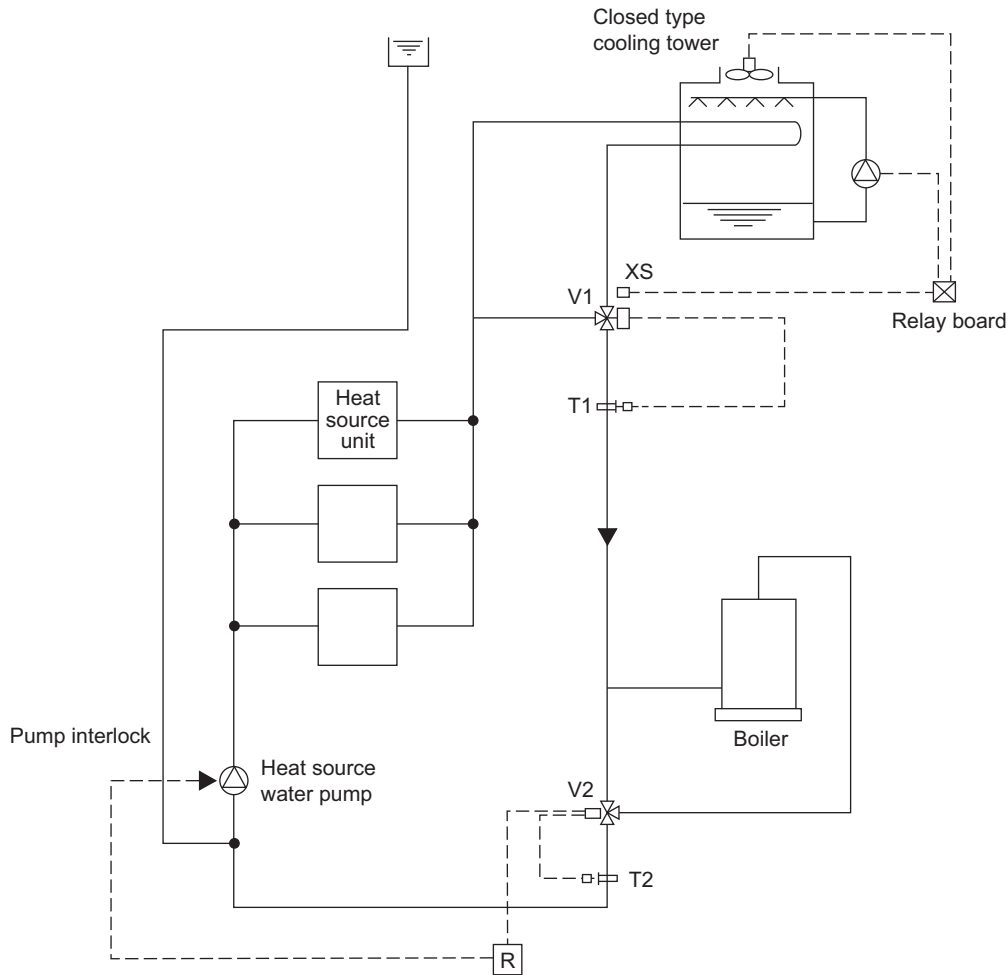 Closed type
cooling tower
XS
V1
Relay board
T1
Heat
source
unit
Pump interlock
Heat source
water pump
Boiler
V2
T2
R